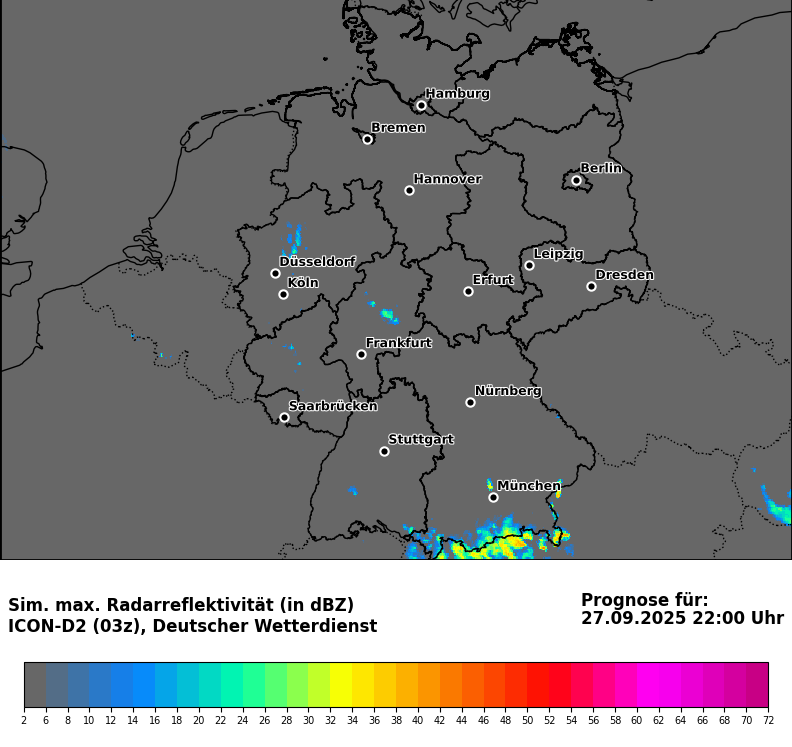 Hamburg
Bremen
Berlin
Hannover
Düsseldorf
Leipzig
Köln
Erfurt
Dresden
Frankfurt
Nürnberg
Saarbrücken
Stuttgart
München
Sim. max. Radarreflektivität (in dBZ)
ICON-D2 (03z), Deutscher Wetterdienst
Prognose für:
27.09.2025 22:00 Uhr
2 6 8 10 12 14 16 18 20 22 24 26 28 30 32 34 36 38 40 42 44 46 48 50 52 54 56 58 60 62 64 66 68 70 72